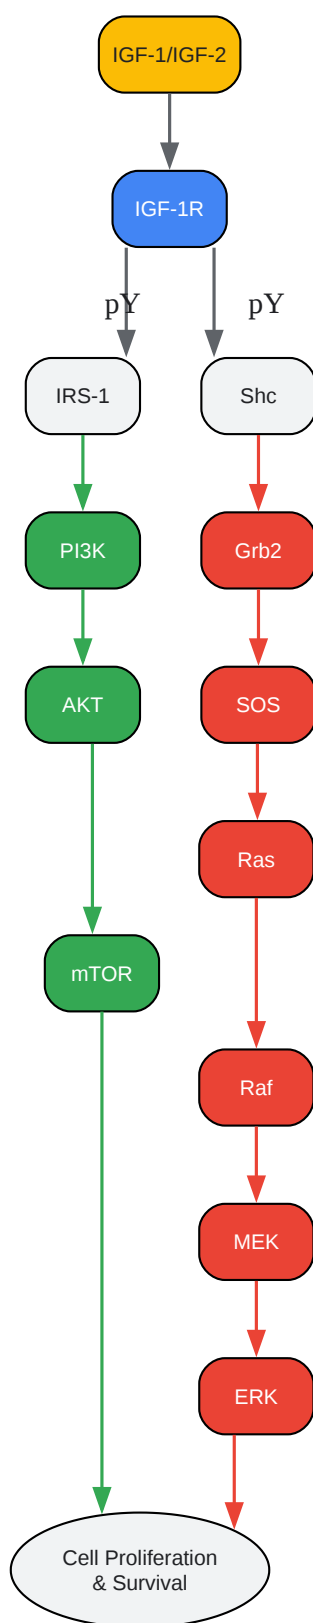 IGF-1/IGF-2
IGF-1R
pY
pY
IRS-1
Shc
PI3K
Grb2
AKT
SOS
Ras
mTOR
Raf
MEK
ERK
Cell Proliferation
& Survival